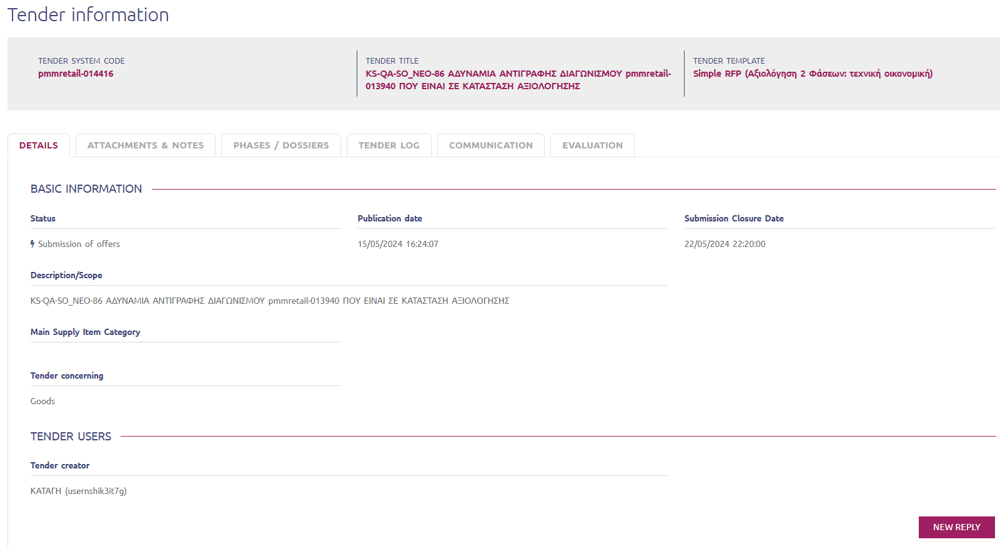 Tender information
TENDER SYSTEM CODE
pmmretail-014416
TENDER TITLE
KS-QA-SO_NEO-86 ΑΔΥΝΑΜΙΑ ΑΝΤΙΓΡΑΦΗΣ ΔΙΑΓΩΝΙΣΜΟΥ pmmretail-
013940 ΠΟΥ ΕΙΝΑΙ ΣΕ ΚΑΤΑΣΤΑΣΗ ΑΞΙΟΛΟΓΗΣΗΣ
TENDER TEMPLATE
Simple RFP (Αξιολόγηση 2 Φάσεων: τεχνική οικονομική)
DETAILS
ATTACHMENTS & NOTES
PHASES / DOSSIERS
TENDER LOG
COMMUNICATION
EVALUATION
BASIC INFORMATION
Status
Submission of offers
Publication date
15/05/2024 16:24:07
Submission Closure Date
22/05/2024 22:20:00
Description/Scope
KS-QA-SO_NEO-86 ΑΔΥΝΑΜΙΑ ΑΝΤΙΓΡΑΦΗΣ ΔΙΑΓΩΝΙΣΜΟΥ pmmretail-013940 ΠΟΥ ΕΙΝΑΙ ΣΕ ΚΑΤΑΣΤΑΣΗ ΑΞΙΟΛΟΓΗΣΗΣ
Main Supply Item Category
Tender concerning
Goods
TENDER USERS
Tender creator
ΚΑΤΑΓΗ (usernshik3it7g)
NEW REPLY